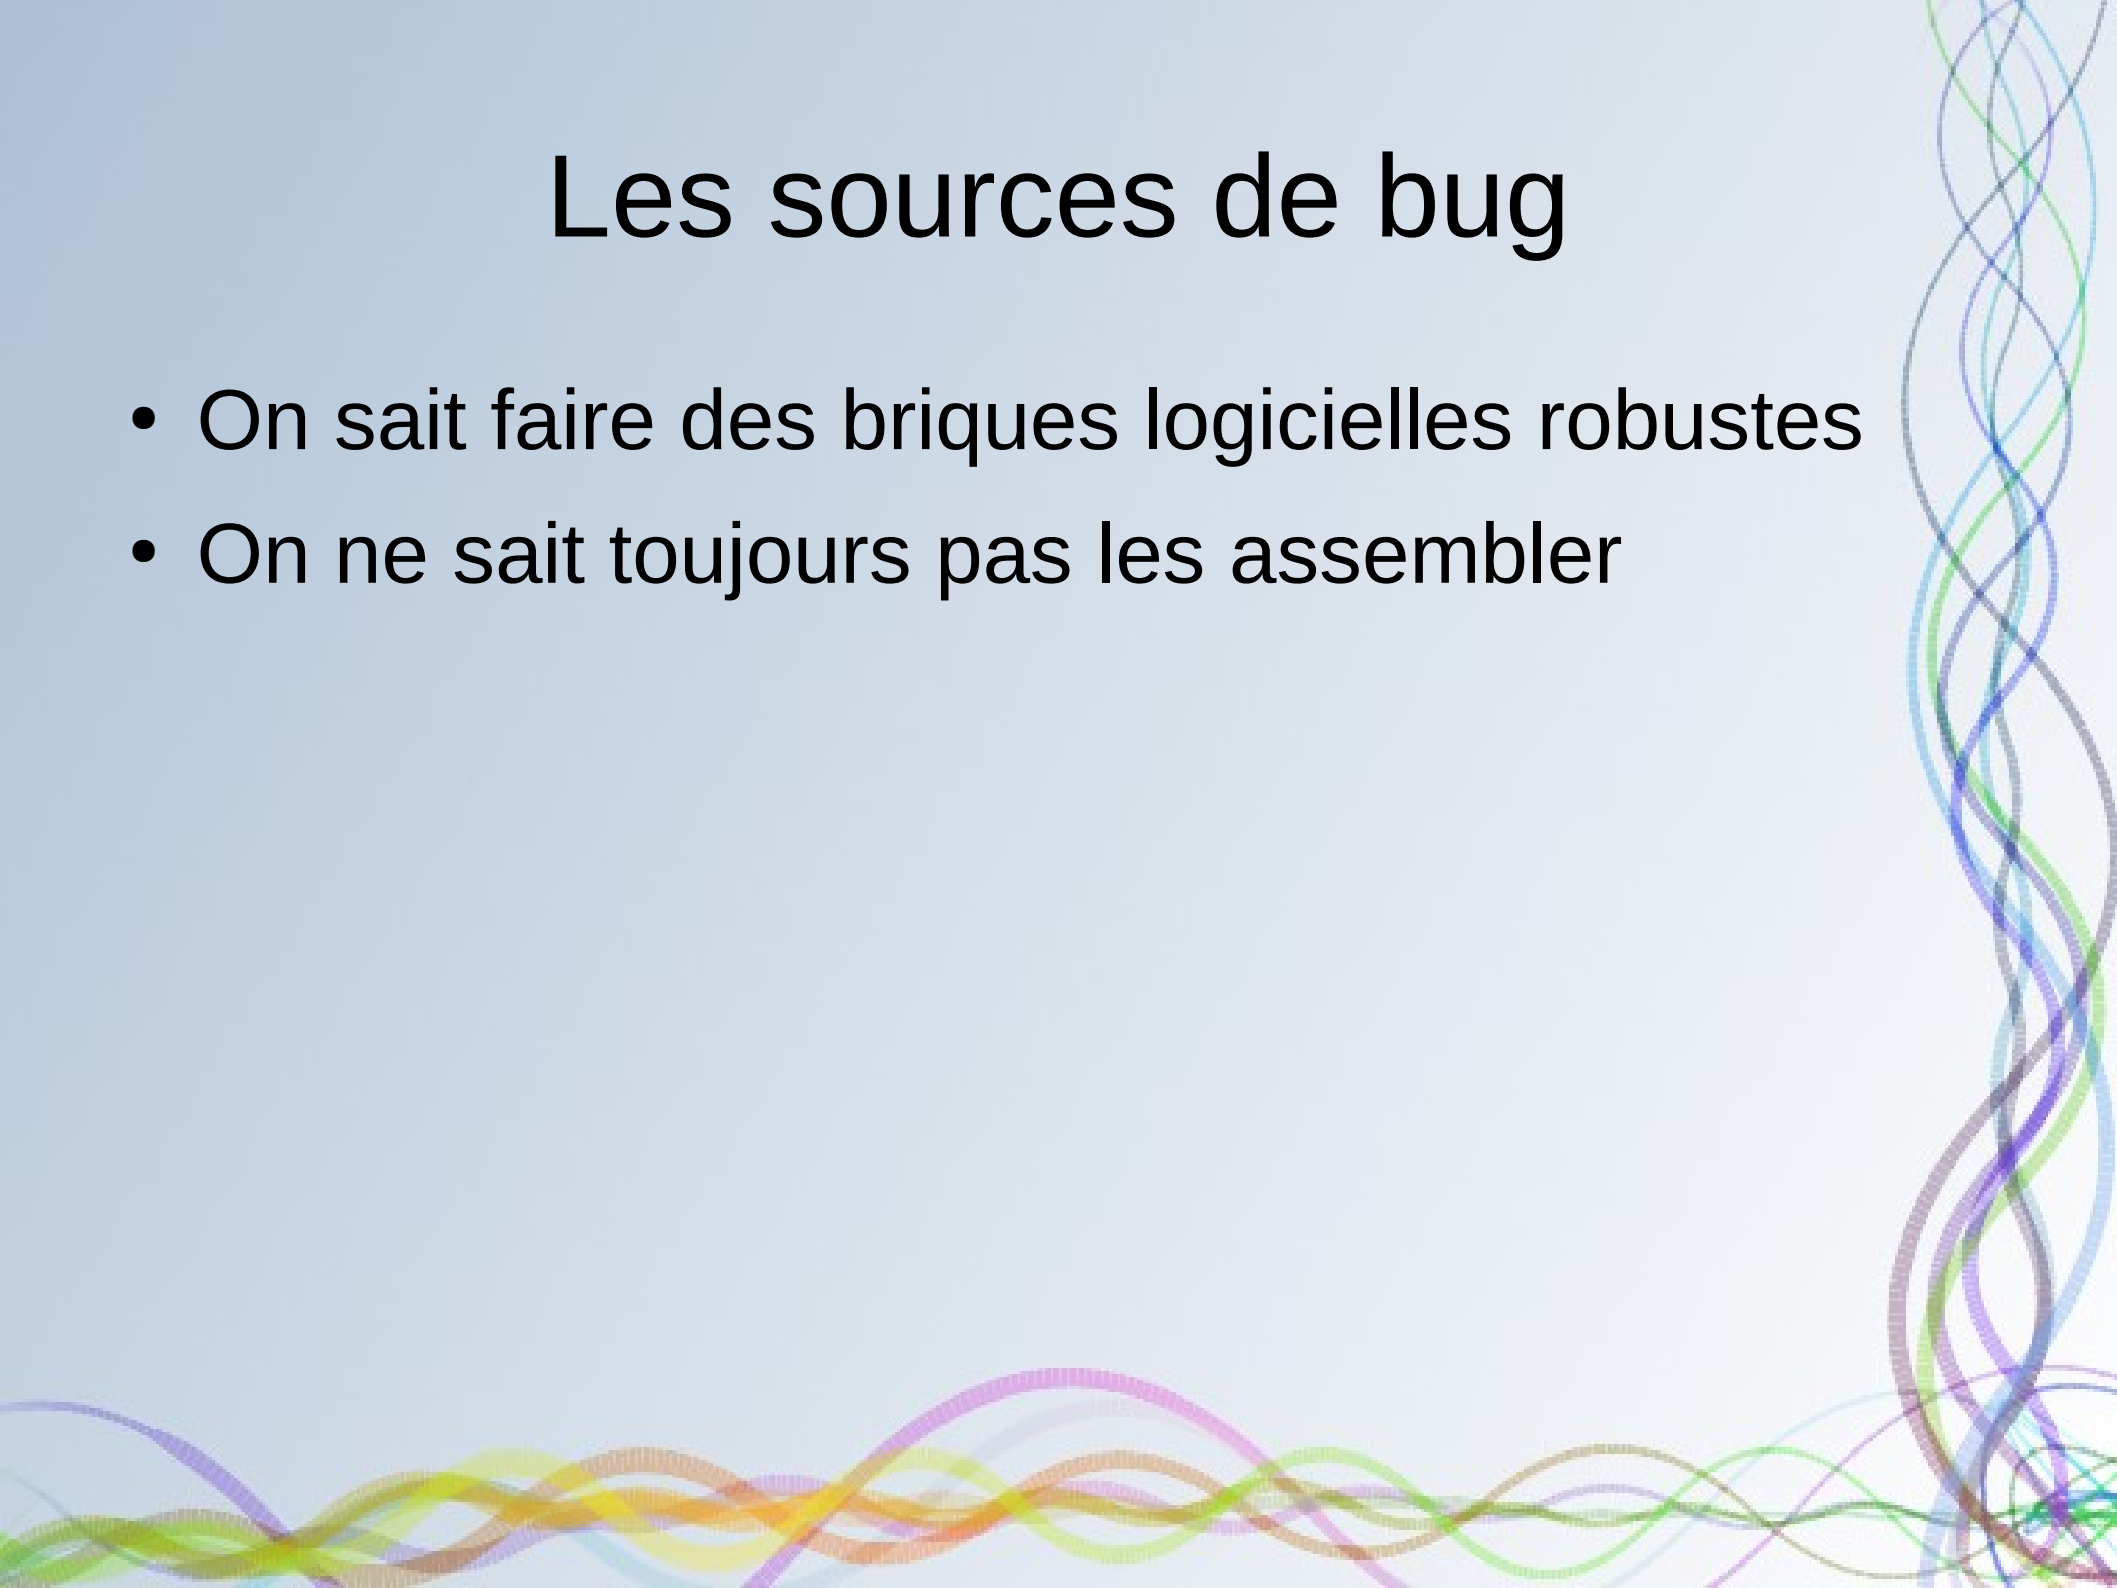 Les sources de bug
• On sait faire des briques logicielles robustes
• On ne sait toujours pas les assembler